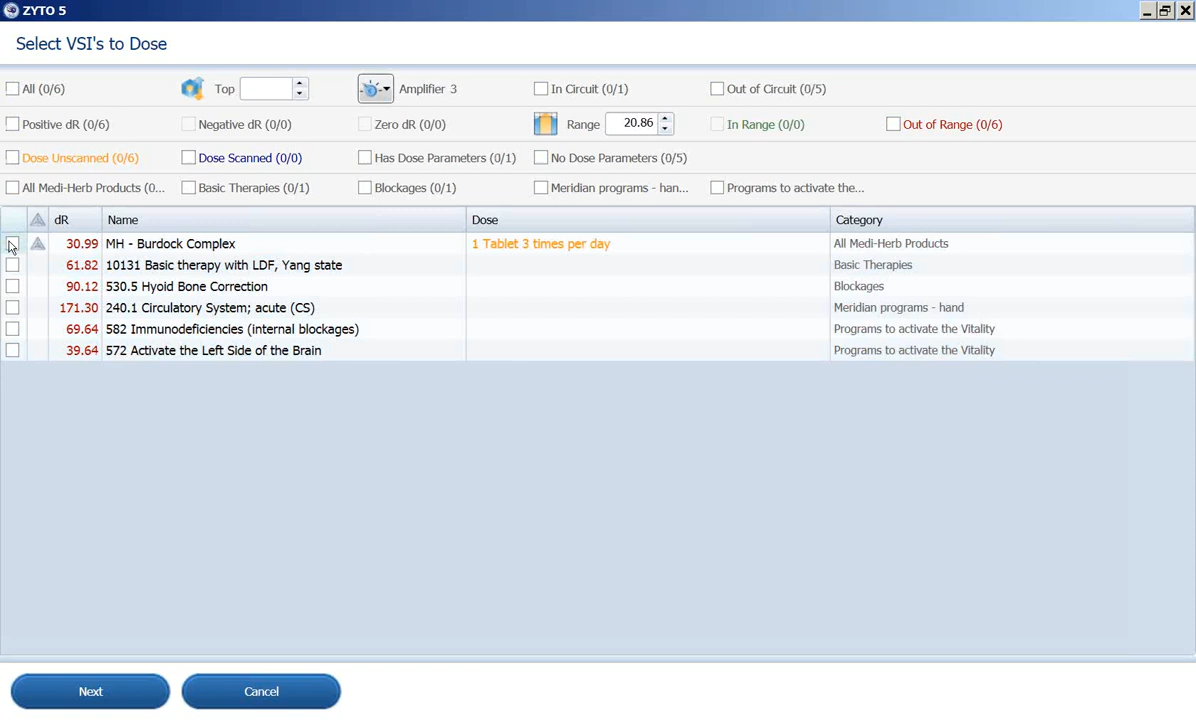 ZYTO 5
Select VSI's to Dose
All (0/6) Top Amplifier 3 In Circuit (0/1) Out of Circuit (0/5)
Positive dR (0/6) Negative dR (0/0) Zero dR (0/0) Range 20.86 In Range (0/0) Out of Range (0/6)
Dose Unscanned (0/6) Dose Scanned (0/0) Has Dose Parameters (0/1) No Dose Parameters (0/5)
All Medi-Herb Products (0... Basic Therapies (0/1) Blockages (0/1) Meridian programs - han... Programs to activate the...
dR Name Dose Category
30.99 MH - Burdock Complex 1 Tablet 3 times per day All Medi-Herb Products
61.82 10131 Basic therapy with LDF, Yang state Basic Therapies
90.12 530.5 Hyoid Bone Correction Blockages
171.30 240.1 Circulatory System; acute (CS) Meridian programs - hand
69.64 582 Immunodeficiencies (internal blockages) Programs to activate the Vitality
39.64 572 Activate the Left Side of the Brain Programs to activate the Vitality
Next Cancel